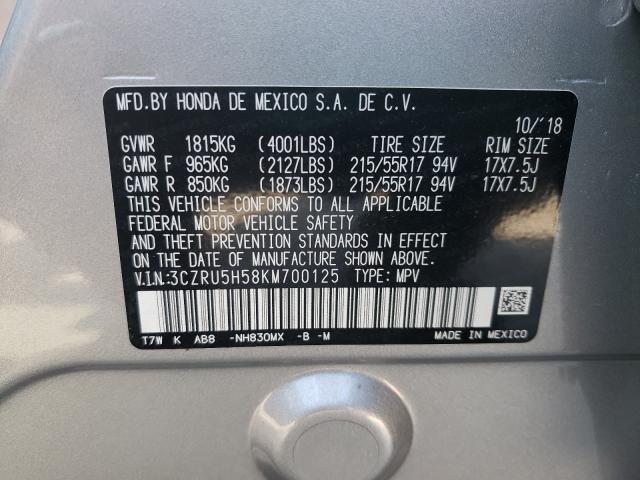 MFD.BY HONDA DE MEXICO S.A. DE C.V.
10/'18
GVWR 1815KG (4001LBS) TIRE SIZE RIM SIZE
GAWR F 965KG (2127LBS) 215/55R17 94V 17X7.5J
GAWR R 850KG (1873LBS) 215/55R17 94V 17X7.5J
THIS VEHICLE CONFORMS TO ALL APPLICABLE
FEDERAL MOTOR VEHICLE SAFETY
AND THEFT PREVENTION STANDARDS IN EFFECT
ON THE DATE OF MANUFACTURE SHOWN ABOVE.
V.I.N.:3CZRU5H58KM700125 TYPE: MPV
T7W K AB8 -NH830MX -B -M MADE IN MEXICO